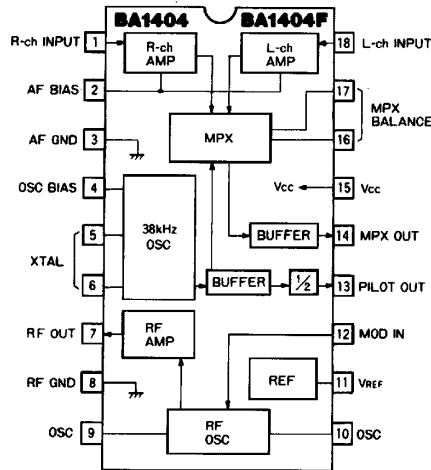 BA1404 BA1404F
R-ch INPUT 1 R-ch AMP L-ch AMP 18 L-ch INPUT
AF BIAS 2 17
MPX BALANCE
AF GND 3 MPX 16
OSC BIAS 4 Vcc 15 Vcc
XTAL 5 38kHz OSC BUFFER 14 MPX OUT
6 BUFFER 1/2 13 PILOT OUT
RF OUT 7 RF AMP 12 MOD IN
RF GND 8 REF 11 VREF
OSC 9 RF OSC 10 OSC